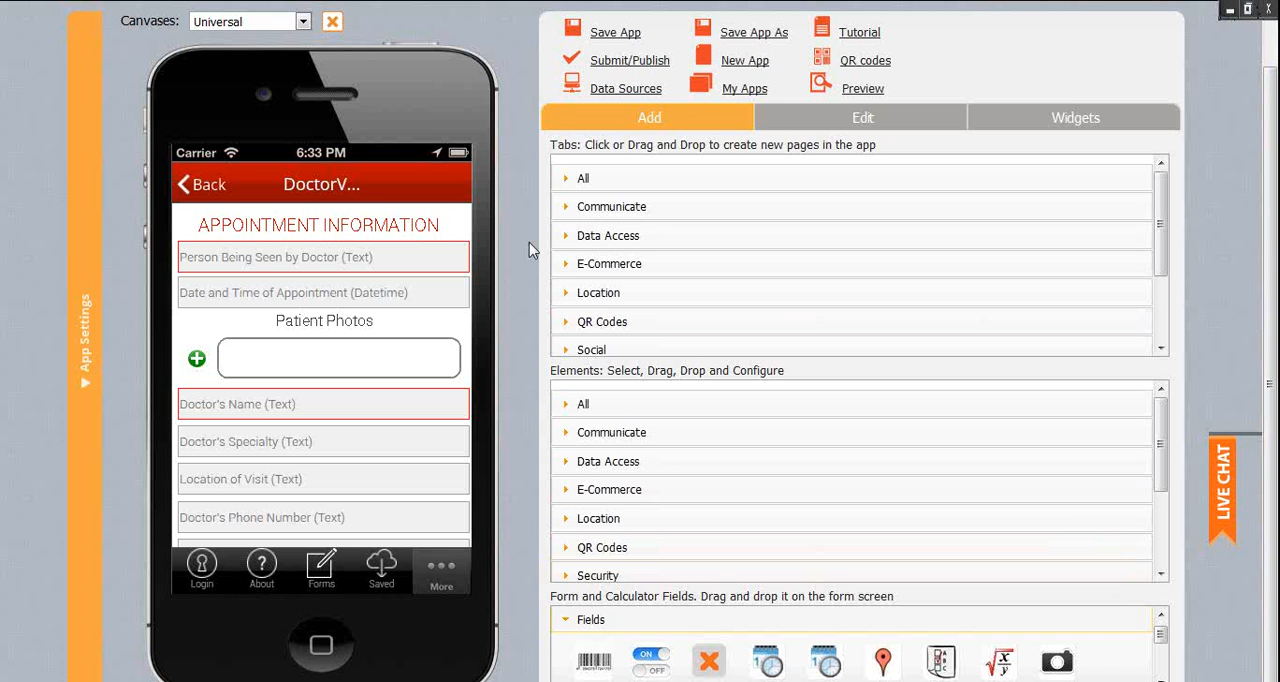 Canvases: Universal
Save App
Save App As
Tutorial
Submit/Publish
New App
QR codes
Data Sources
My Apps
Preview
Add
Edit
Widgets
Tabs: Click or Drag and Drop to create new pages in the app
All
Communicate
Data Access
E-Commerce
Location
QR Codes
Social
Elements: Select, Drag, Drop and Configure
All
Communicate
Data Access
E-Commerce
Location
QR Codes
Security
Form and Calculator Fields. Drag and drop it on the form screen
Fields
ON
OFF
App Settings
Carrier 6:33 PM
Back
DoctorV...
APPOINTMENT INFORMATION
Person Being Seen by Doctor (Text)
Date and Time of Appointment (Datetime)
Patient Photos
Doctor's Name (Text)
Doctor's Specialty (Text)
Location of Visit (Text)
Doctor's Phone Number (Text)
Login
About
Forms
Saved
More
LIVE CHAT